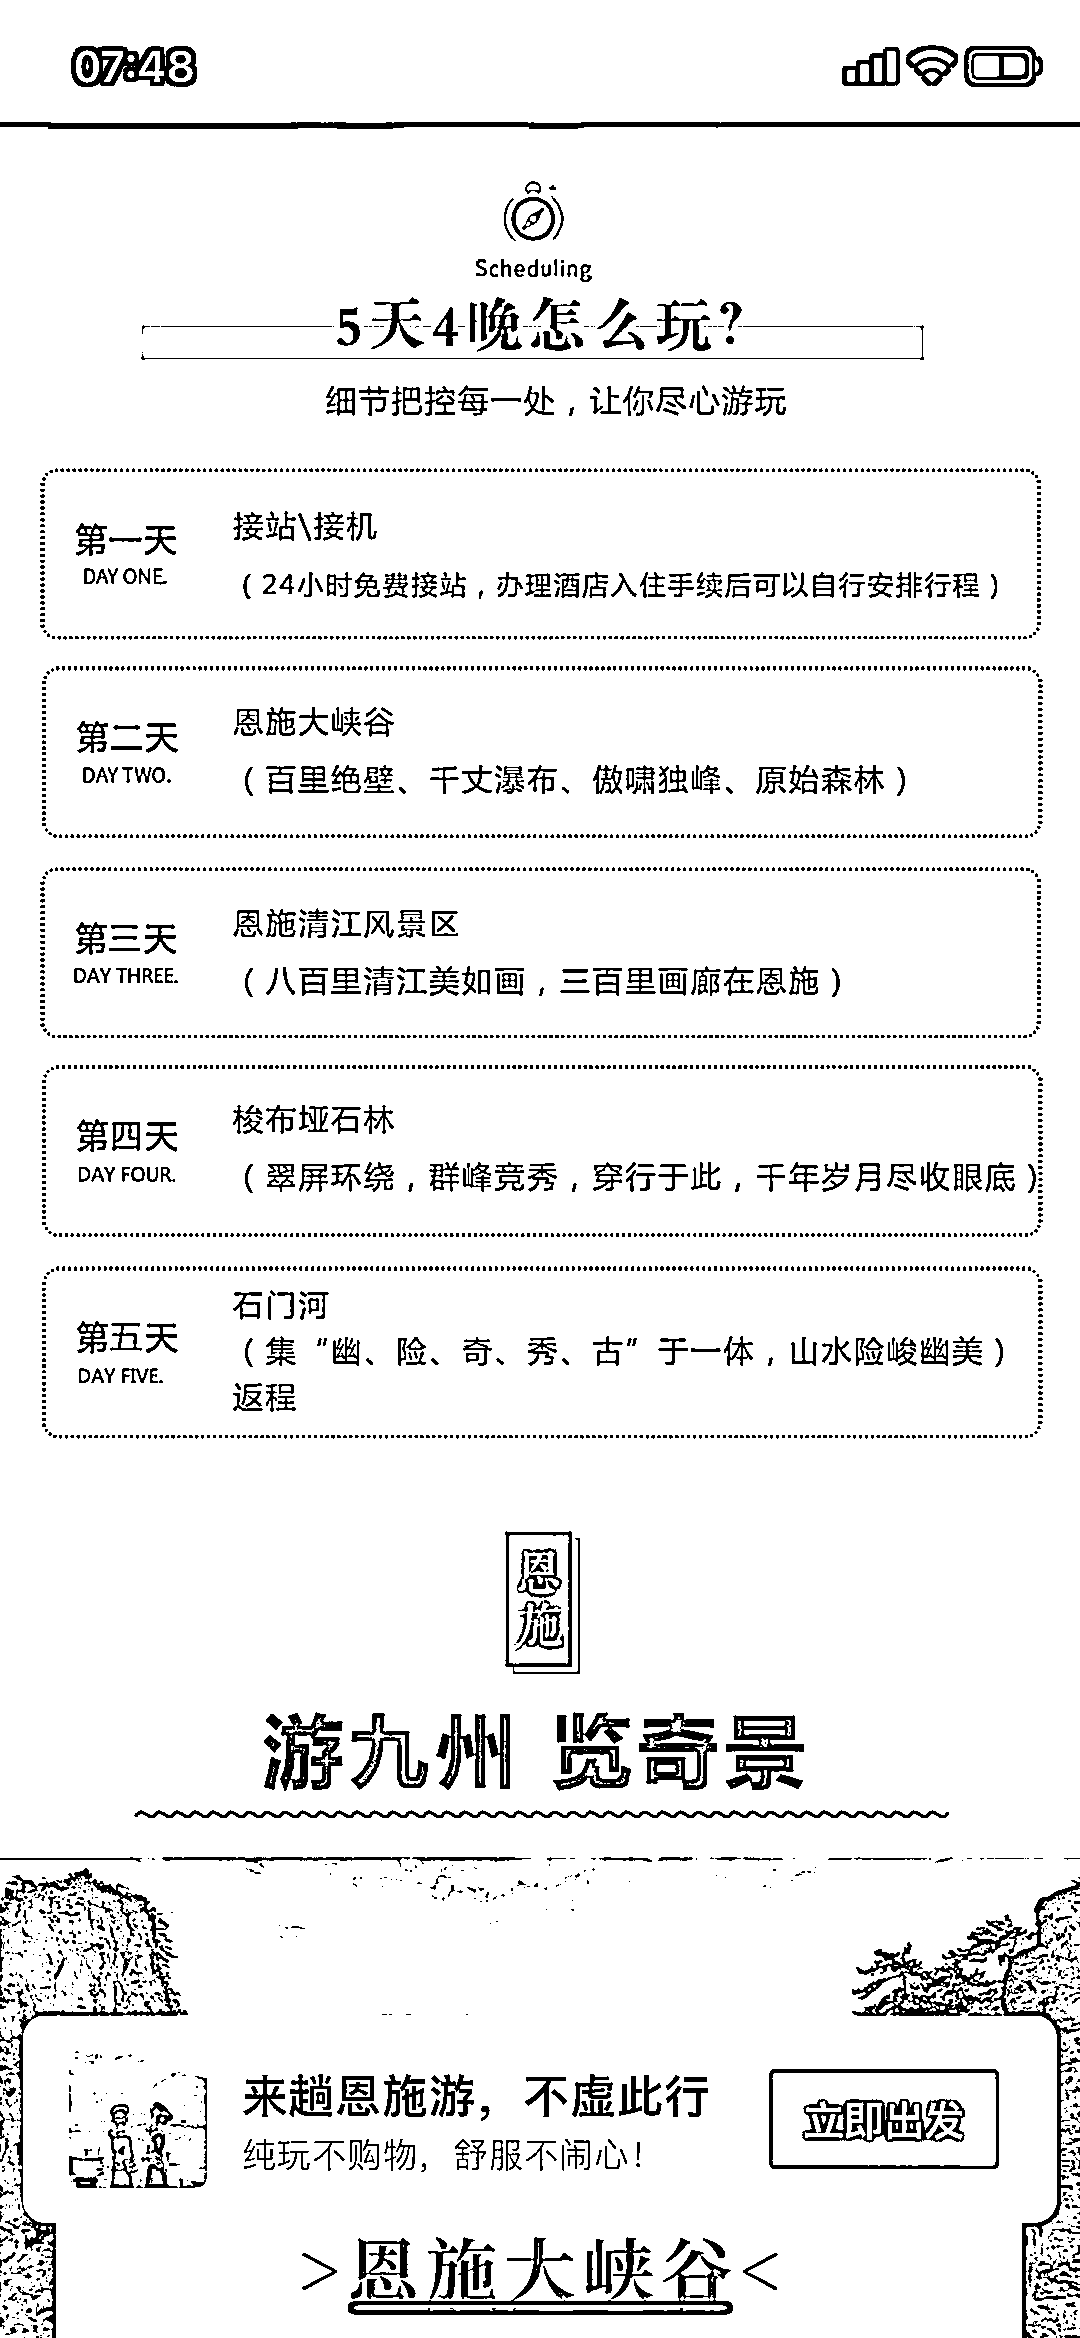 07:48
Scheduling
5天4晚怎么玩?
细节把控每一处，让你尽心游玩
第一天
DAY ONE.
接站\接机
（24小时免费接站，办理酒店入住手续后可以自行安排行程）
第二天
DAY TWO.
恩施大峡谷
（百里绝壁、千丈瀑布、傲啸独峰、原始森林）
第三天
DAY THREE.
恩施清江风景区
（八百里清江美如画，三百里画廊在恩施）
第四天
DAY FOUR.
梭布垭石林
（翠屏环绕，群峰竞秀，穿行于此，千年岁月尽收眼底）
第五天
DAY FIVE.
石门河
（集“幽、险、奇、秀、古”于一体，山水险峻幽美）
返程
恩施
游九州 览奇景
来趟恩施游，不虚此行
纯玩不购物，舒服不闹心！
立即出发
>恩施大峡谷<